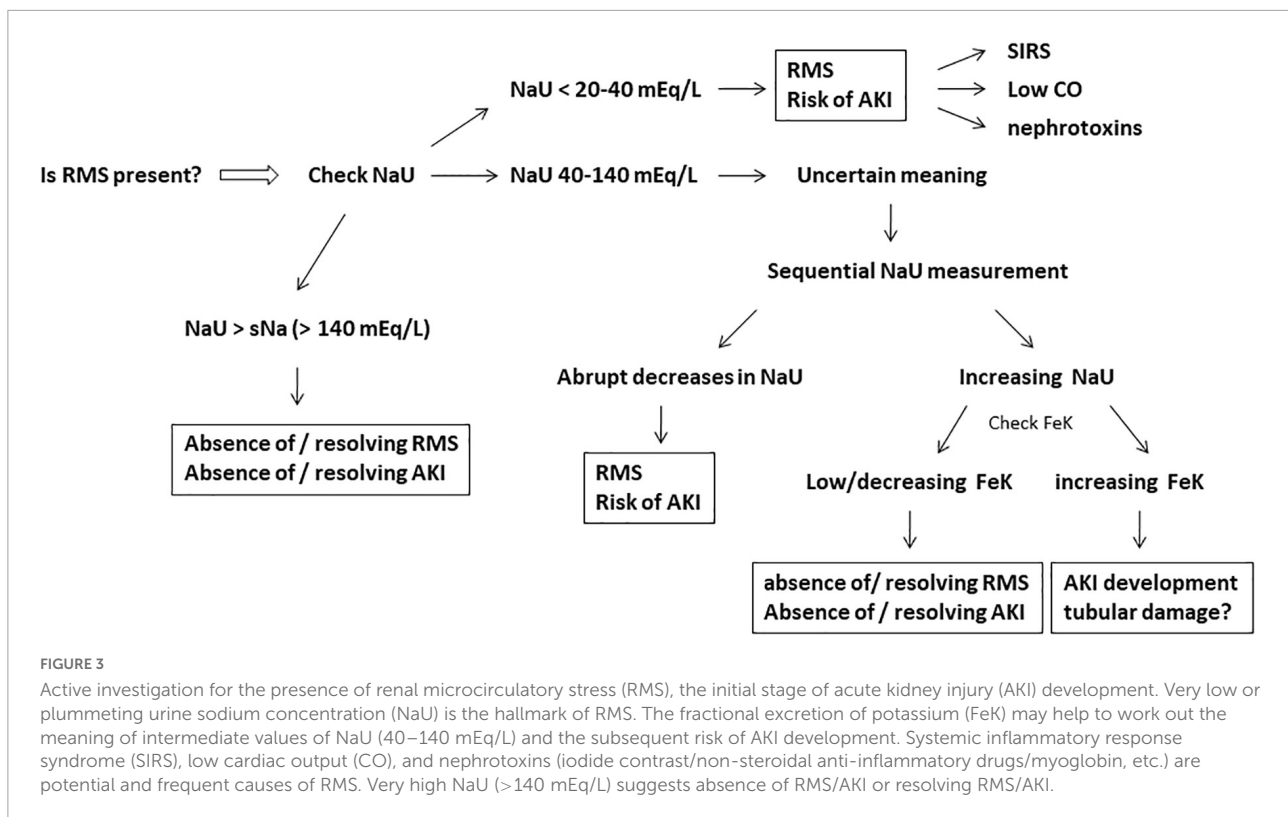 SIRS
NaU < 20-40 mEq/L
RMS
Risk of AKI
Low CO
nephrotoxins
Is RMS present?
Check NaU
NaU 40-140 mEq/L
Uncertain meaning
Sequential NaU measurement
NaU > sNa (> 140 mEq/L)
Abrupt decreases in NaU
Increasing NaU
Check FeK
Absence of / resolving RMS
Absence of / resolving AKI
RMS
Risk of AKI
Low/decreasing FeK
increasing FeK
absence of/ resolving RMS
Absence of / resolving AKI
AKI development
tubular damage?
FIGURE 3
Active investigation for the presence of renal microcirculatory stress (RMS), the initial stage of acute kidney injury (AKI) development. Very low or
plummeting urine sodium concentration (NaU) is the hallmark of RMS. The fractional excretion of potassium (FeK) may help to work out the
meaning of intermediate values of NaU (40–140 mEq/L) and the subsequent risk of AKI development. Systemic inflammatory response
syndrome (SIRS), low cardiac output (CO), and nephrotoxins (iodide contrast/non-steroidal anti-inflammatory drugs/myoglobin, etc.) are
potential and frequent causes of RMS. Very high NaU (>140 mEq/L) suggests absence of RMS/AKI or resolving RMS/AKI.